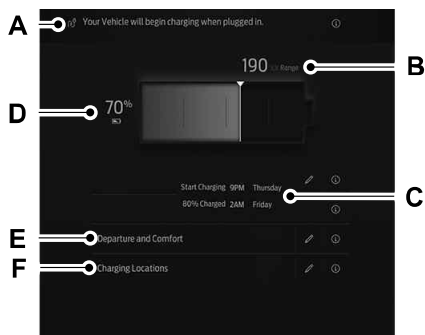 A
Your Vehicle will begin charging when plugged in.
B
190 Range
D
70%
C
Start Charging 9PM Thursday
80% Charged 2AM Friday
E
Departure and Comfort
F
Charging Locations